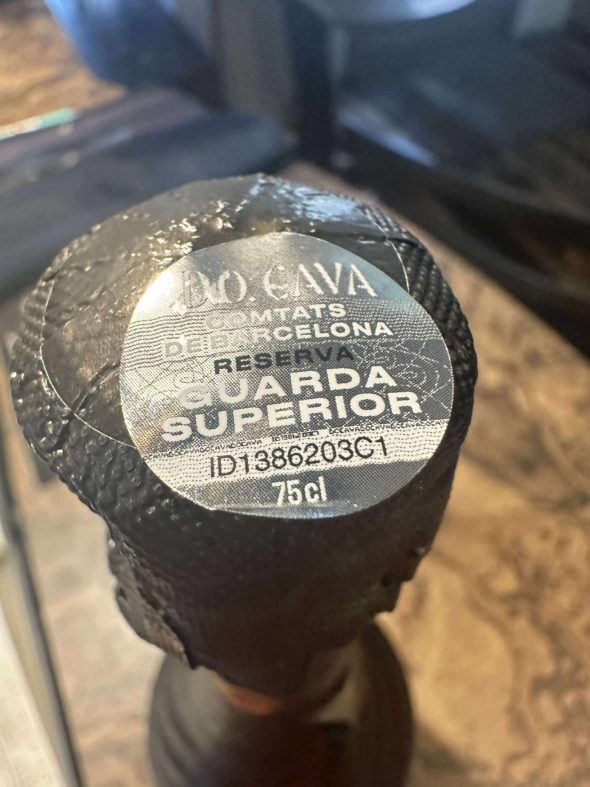 D.O. CAVA
COMTATS
DE BARCELONA
RESERVA
GUARDA
SUPERIOR
ID1386203C1
75cl